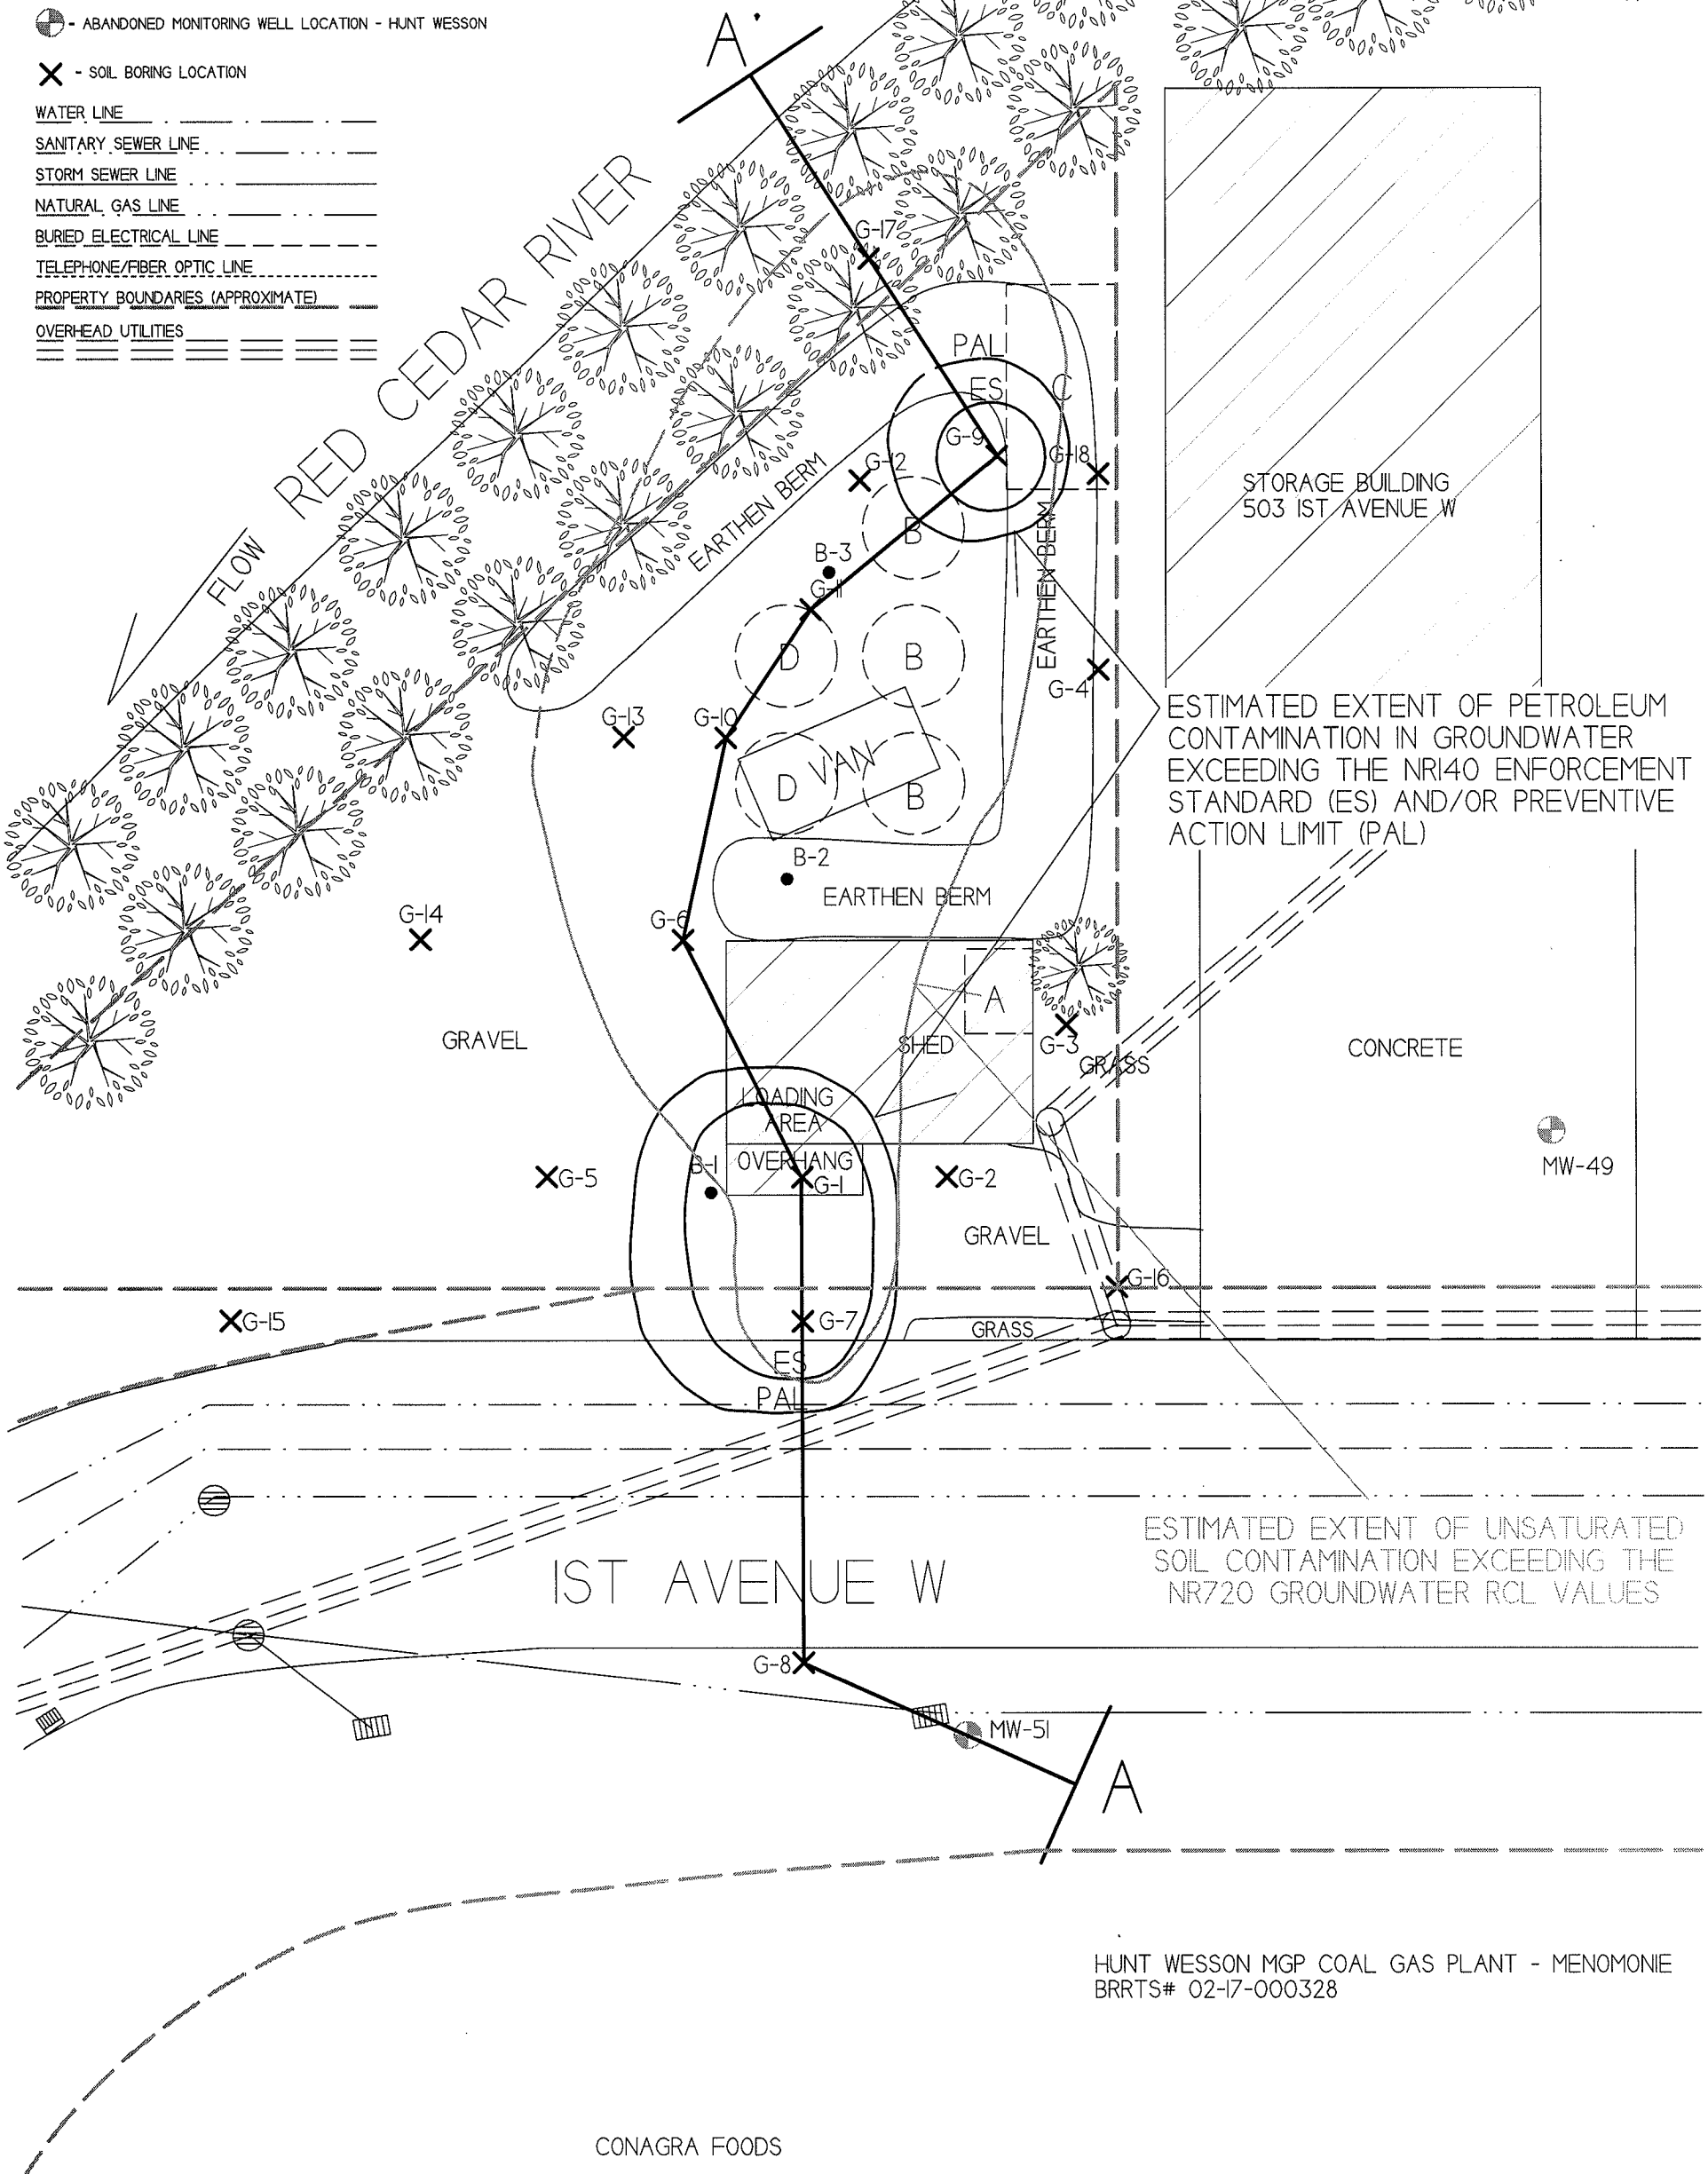 - ABANDONED MONITORING WELL LOCATION - HUNT WESSON
- SOIL BORING LOCATION
WATER LINE
SANITARY SEWER LINE
STORM SEWER LINE
NATURAL GAS LINE
BURIED ELECTRICAL LINE
TELEPHONE/FIBER OPTIC LINE
PROPERTY BOUNDARIES (APPROXIMATE)
OVERHEAD UTILITIES
A'
RED CEDAR RIVER
FLOW
G-17
PAL
ES
C
G-9
G-12
G-18
EARTHEN BERM
STORAGE BUILDING
503 1ST AVENUE W
B
B-3
G-11
EARTHEN BERM
D
B
G-4
G-13
G-10
D
VAN
B
ESTIMATED EXTENT OF PETROLEUM
CONTAMINATION IN GROUNDWATER
EXCEEDING THE NR140 ENFORCEMENT
STANDARD (ES) AND/OR PREVENTIVE
ACTION LIMIT (PAL)
B-2
EARTHEN BERM
G-14
G-6
A
GRAVEL
SHED
G-3
GRASS
CONCRETE
LOADING
AREA
OVERHANG
B-1
G-5
G-1
G-2
MW-49
GRAVEL
G-16
G-15
G-7
GRASS
ES
PAL
1ST AVENUE W
ESTIMATED EXTENT OF UNSATURATED
SOIL CONTAMINATION EXCEEDING THE
NR720 GROUNDWATER RCL VALUES
G-8
MW-51
A
HUNT WESSON MGP COAL GAS PLANT - MENOMONIE
BRRTS# 02-17-000328
CONAGRA FOODS